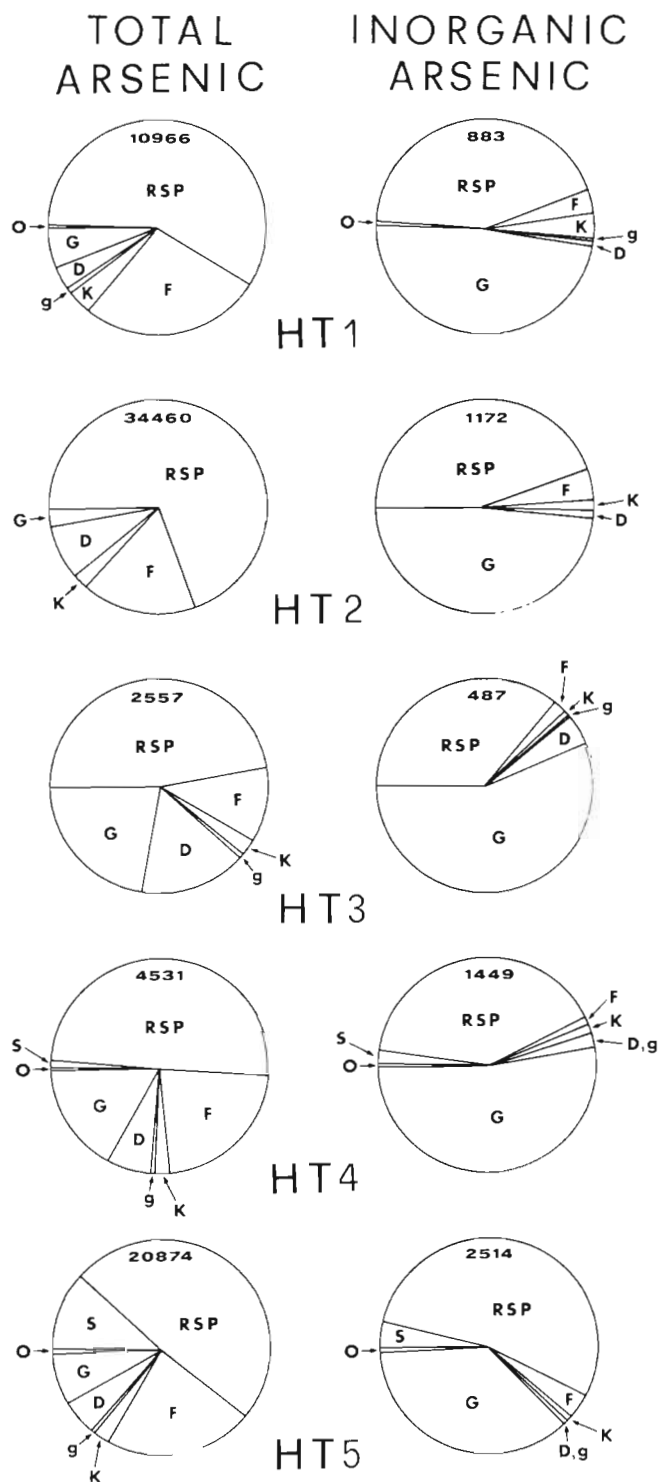 TOTAL ARSENIC
INORGANIC ARSENIC
10966
RSP
O
G
D
g
K
F
883
RSP
O
F
K
g
D
G
HT1
34460
RSP
G
D
K
F
1172
RSP
F
K
D
G
HT2
2557
RSP
F
K
g
D
G
487
RSP
F
K
g
D
G
HT3
4531
RSP
S
O
G
D
g
K
F
1449
RSP
S
O
F
K
D,g
G
HT4
20874
RSP
S
O
G
D
g
K
F
2514
RSP
S
O
G
F
K
D,g
HT5